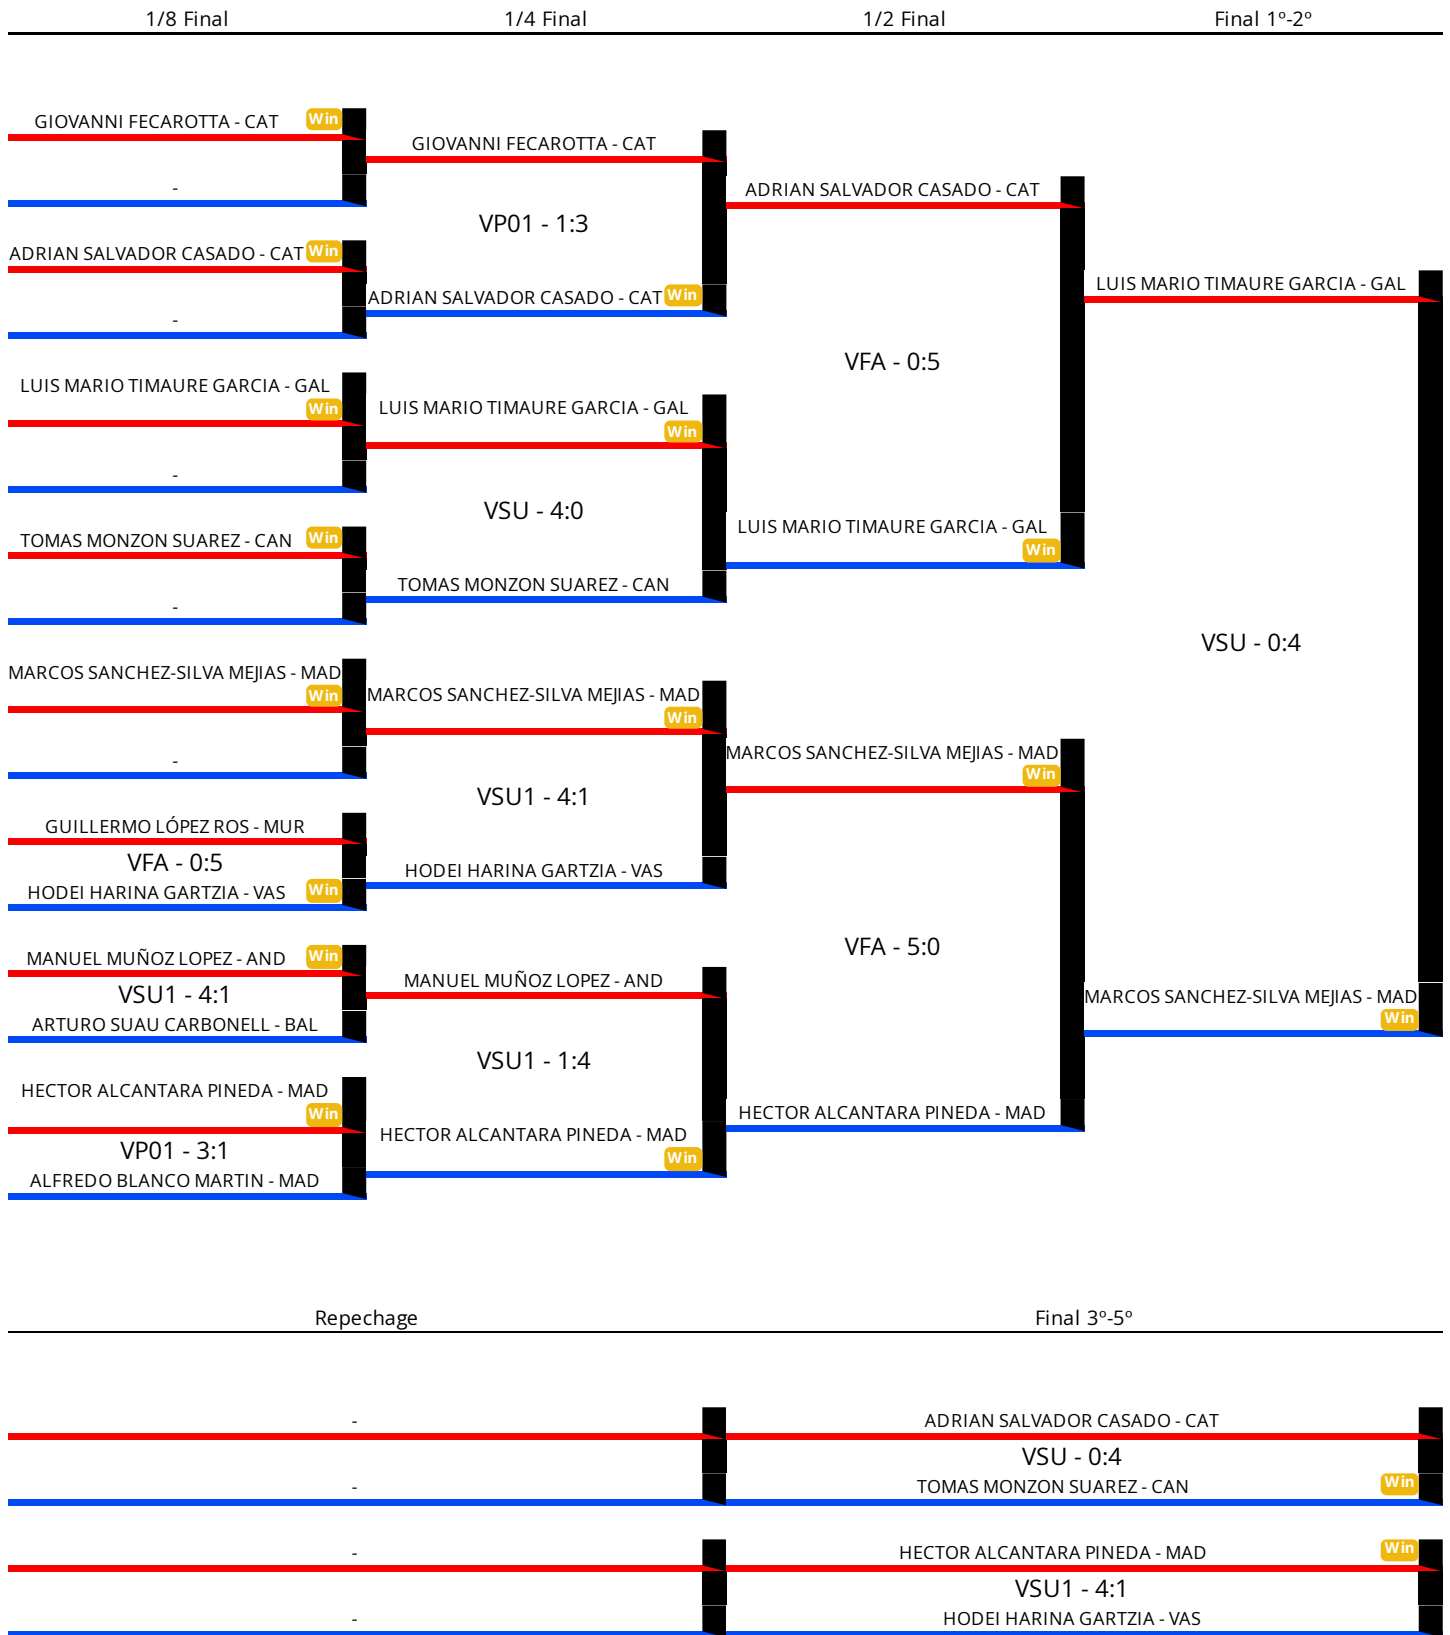 1/8 Final
1/4 Final
1/2 Final
Final 1º-2º
GIOVANNI FECAROTTA - CAT Win
-
ADRIAN SALVADOR CASADO - CAT Win
-
LUIS MARIO TIMAURE GARCIA - GAL
Win
-
TOMAS MONZON SUAREZ - CAN Win
-
MARCOS SANCHEZ-SILVA MEJIAS - MAD
Win
-
GUILLERMO LÓPEZ ROS - MUR
VFA - 0:5
HODEI HARINA GARTZIA - VAS Win
MANUEL MUÑOZ LOPEZ - AND Win
VSU1 - 4:1
ARTURO SUAU CARBONELL - BAL
HECTOR ALCANTARA PINEDA - MAD
Win
VPO1 - 3:1
ALFREDO BLANCO MARTIN - MAD
GIOVANNI FECAROTTA - CAT
VPO1 - 1:3
ADRIAN SALVADOR CASADO - CAT Win
LUIS MARIO TIMAURE GARCIA - GAL
Win
VSU - 4:0
TOMAS MONZON SUAREZ - CAN
MARCOS SANCHEZ-SILVA MEJIAS - MAD
Win
VSU1 - 4:1
HODEI HARINA GARTZIA - VAS
MANUEL MUÑOZ LOPEZ - AND
VSU1 - 1:4
HECTOR ALCANTARA PINEDA - MAD
Win
ADRIAN SALVADOR CASADO - CAT
VFA - 0:5
LUIS MARIO TIMAURE GARCIA - GAL
Win
MARCOS SANCHEZ-SILVA MEJIAS - MAD
Win
VFA - 5:0
HECTOR ALCANTARA PINEDA - MAD
LUIS MARIO TIMAURE GARCIA - GAL
VSU - 0:4
MARCOS SANCHEZ-SILVA MEJIAS - MAD
Win
Repechage
Final 3º-5º
-
-
-
-
ADRIAN SALVADOR CASADO - CAT
VSU - 0:4
TOMAS MONZON SUAREZ - CAN Win
HECTOR ALCANTARA PINEDA - MAD Win
VSU1 - 4:1
HODEI HARINA GARTZIA - VAS